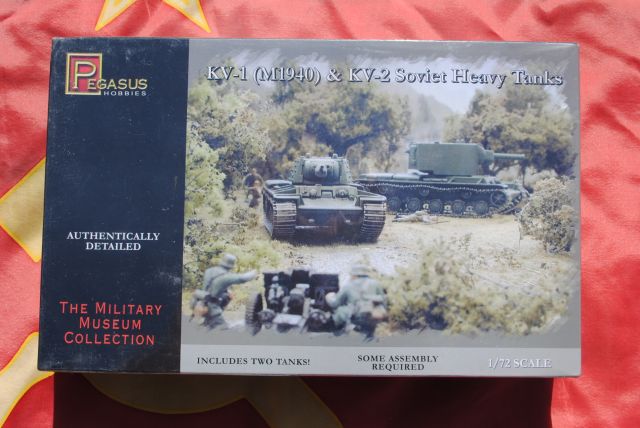 PEGASUS
HOBBIES
KV-1 (M1940) & KV-2 Soviet Heavy Tanks
AUTHENTICALLY
DETAILED
THE MILITARY
MUSEUM
COLLECTION
INCLUDES TWO TANKS!
SOME ASSEMBLY
REQUIRED
1/72 SCALE